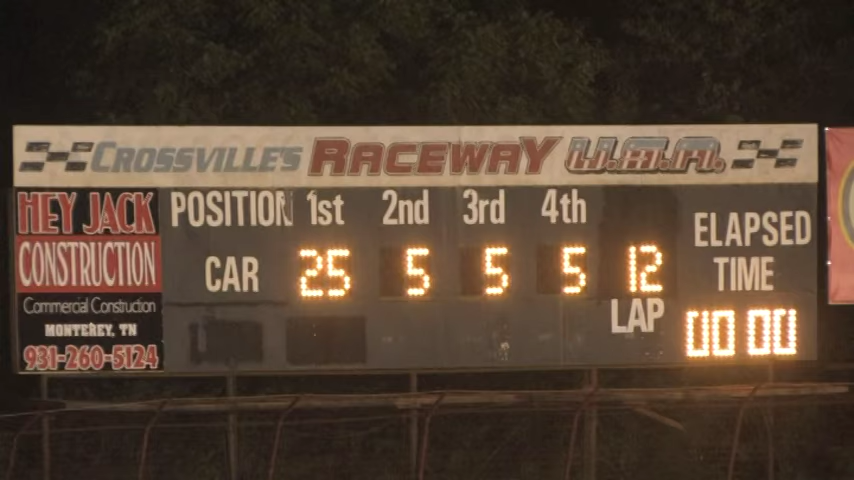 CROSSVILLE'S RACEWAY U.S.A.
HEY JACK
CONSTRUCTION
Commercial Construction
MONTEREY, TN
931-260-5124
POSITION 1st 2nd 3rd 4th
CAR 25 5 5 5 12
LAP
ELAPSED
TIME
00 00